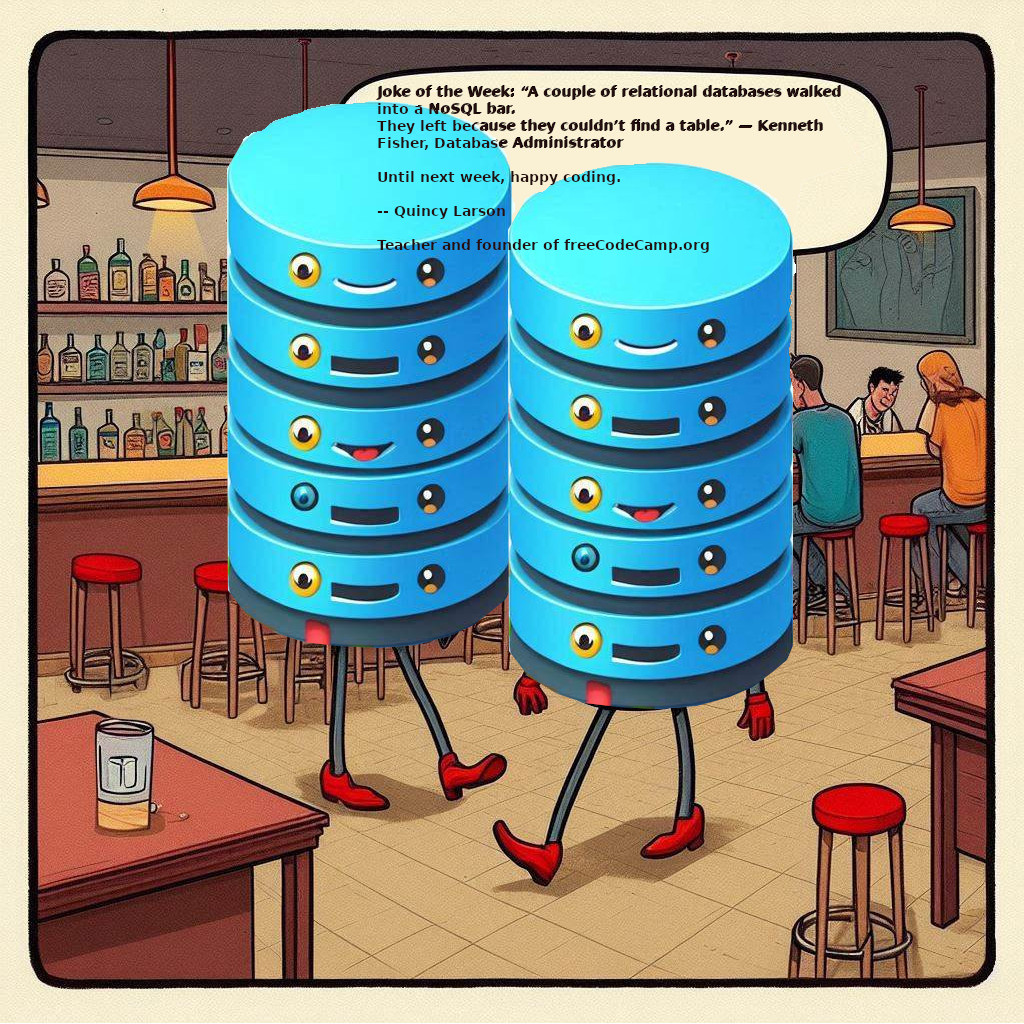 Joke of the Week: “A couple of relational databases walked
into a NoSQL bar.
They left because they couldn’t find a table.” — Kenneth
Fisher, Database Administrator
Until next week, happy coding.
-- Quincy Larson
Teacher and founder of freeCodeCamp.org